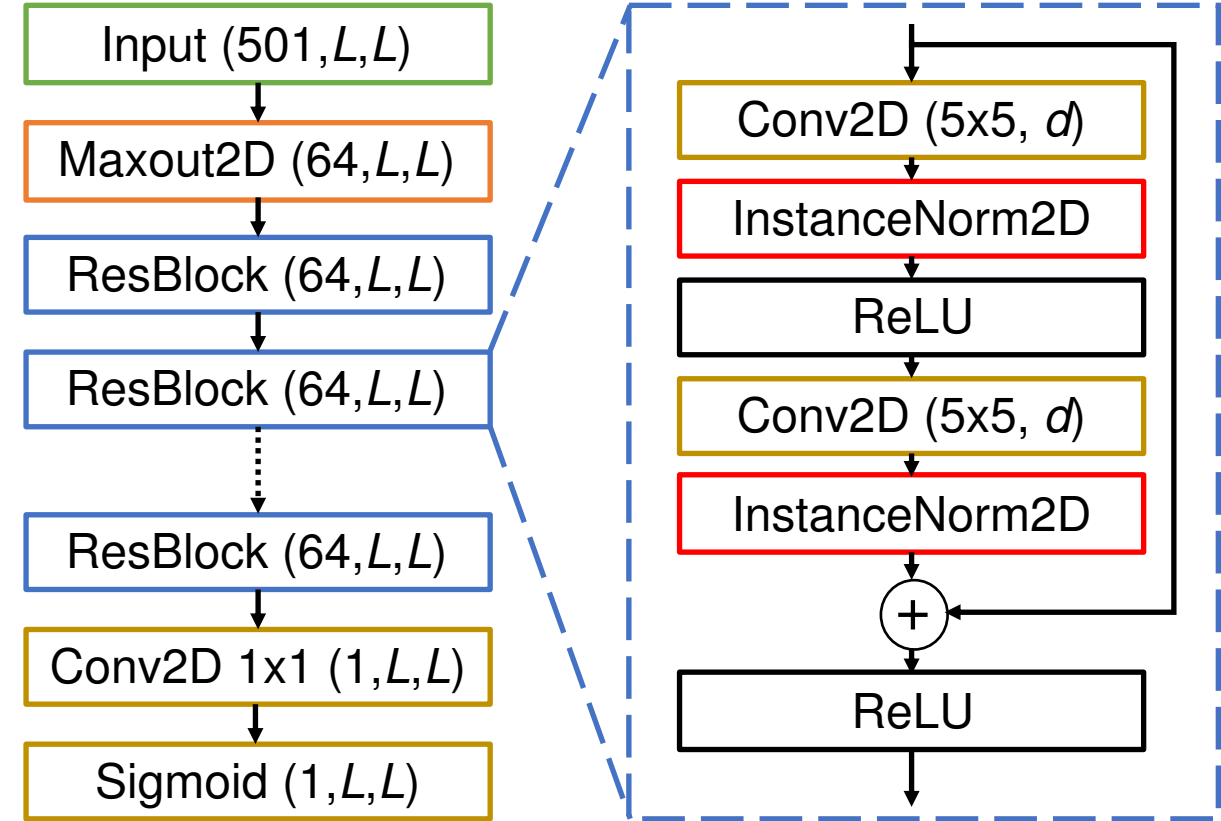 Input (501,L,L)
Maxout2D (64,L,L)
ResBlock (64,L,L)
ResBlock (64,L,L)
ResBlock (64,L,L)
Conv2D 1x1 (1,L,L)
Sigmoid (1,L,L)
Conv2D (5x5, d)
InstanceNorm2D
ReLU
Conv2D (5x5, d)
InstanceNorm2D
+
ReLU